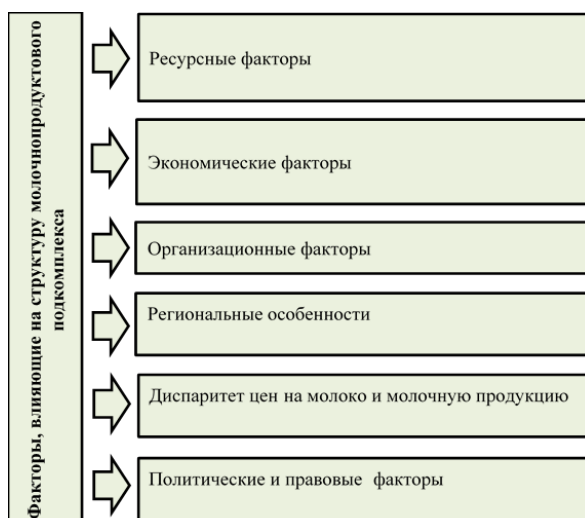 Факторы, влияющие на структуру молочнопродуктового
подкомплекса
Ресурсные факторы
Экономические факторы
Организационные факторы
Региональные особенности
Диспаритет цен на молоко и молочную продукцию
Политические и правовые  факторы